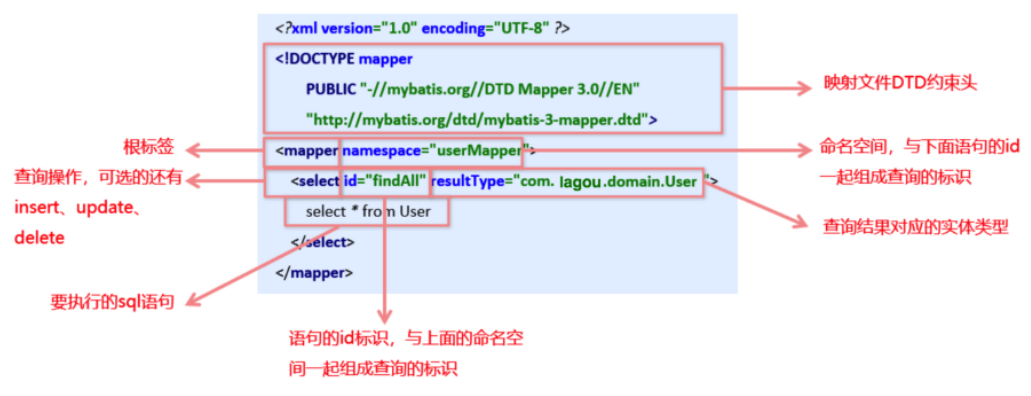 <?xml version="1.0" encoding="UTF-8" ?>
<!DOCTYPE mapper
PUBLIC "-//mybatis.org//DTD Mapper 3.0//EN"
"http://mybatis.org/dtd/mybatis-3-mapper.dtd">
映射文件DTD约束头
根标签
<mapper namespace="userMapper">
命名空间，与下面语句的id
一起组成查询的标识
查询操作，可选的还有
insert、update、
delete
<select id="findAll" resultType="com. lagou.domain.User ">
select * from User
查询结果对应的实体类型
</select>
</mapper>
要执行的sql语句
语句的id标识，与上面的命名空
间一起组成查询的标识